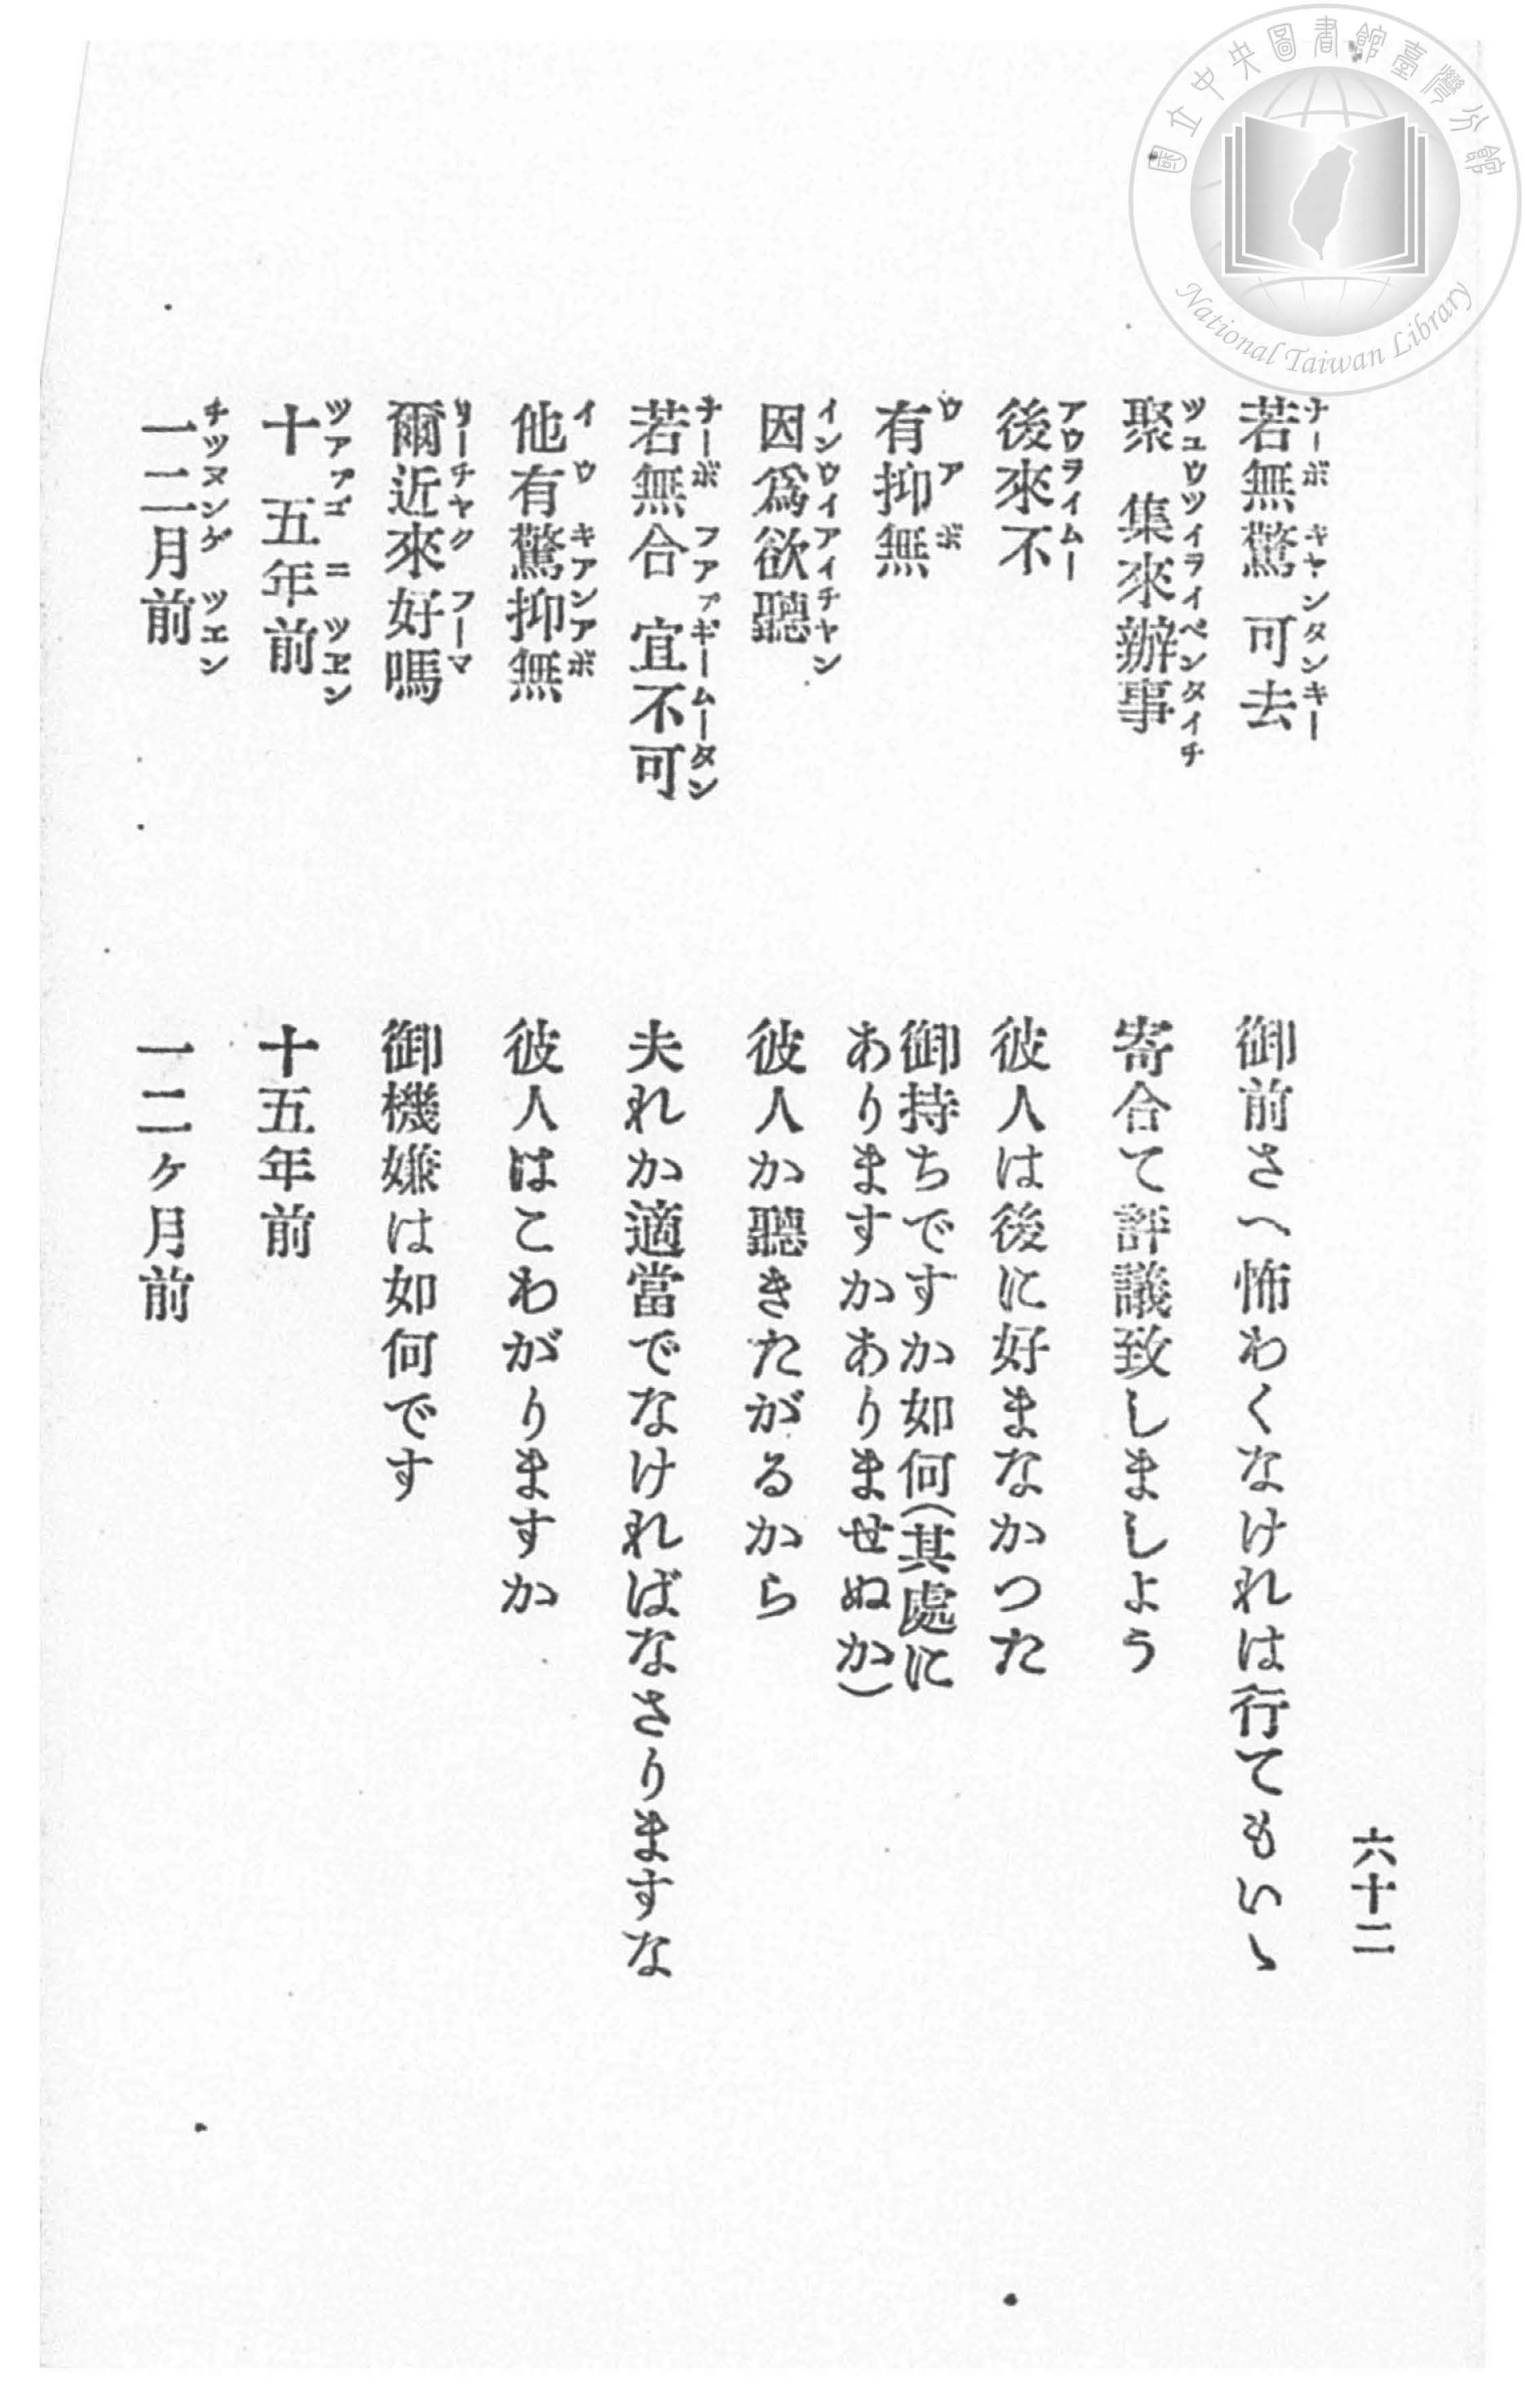 國立中央圖書館臺灣分館
National Taiwan Library
六十二
ナーボ キヤンタンキー
若無驚可去
御前さへ怖わくなけれは行てもいゝ
ツユウツイヲイペンタイチ
聚集來辦事
寄合て評議致しましよう
アウヲイムー
後來不
彼人は後に好まなかつた
ウ ア ボ
有抑無
御持ちですか如何(其處に
ありますかありませぬか)
インウイアイチヤン
因爲欲聽
彼人か聽きたがるから
ナーボ フアァギームータン
若無合宜不可
夫れか適當でなければなさりますな
イ ウ キアンアボ
他有驚抑無
彼人はこわがりますか
リーチヤク フーマ
爾近來好嗎
御機嫌は如何です
ツアァゴ ニ ツエン
十五年前
十五年前
チツヌンゲ ツエン
一二月前
一二ヶ月前